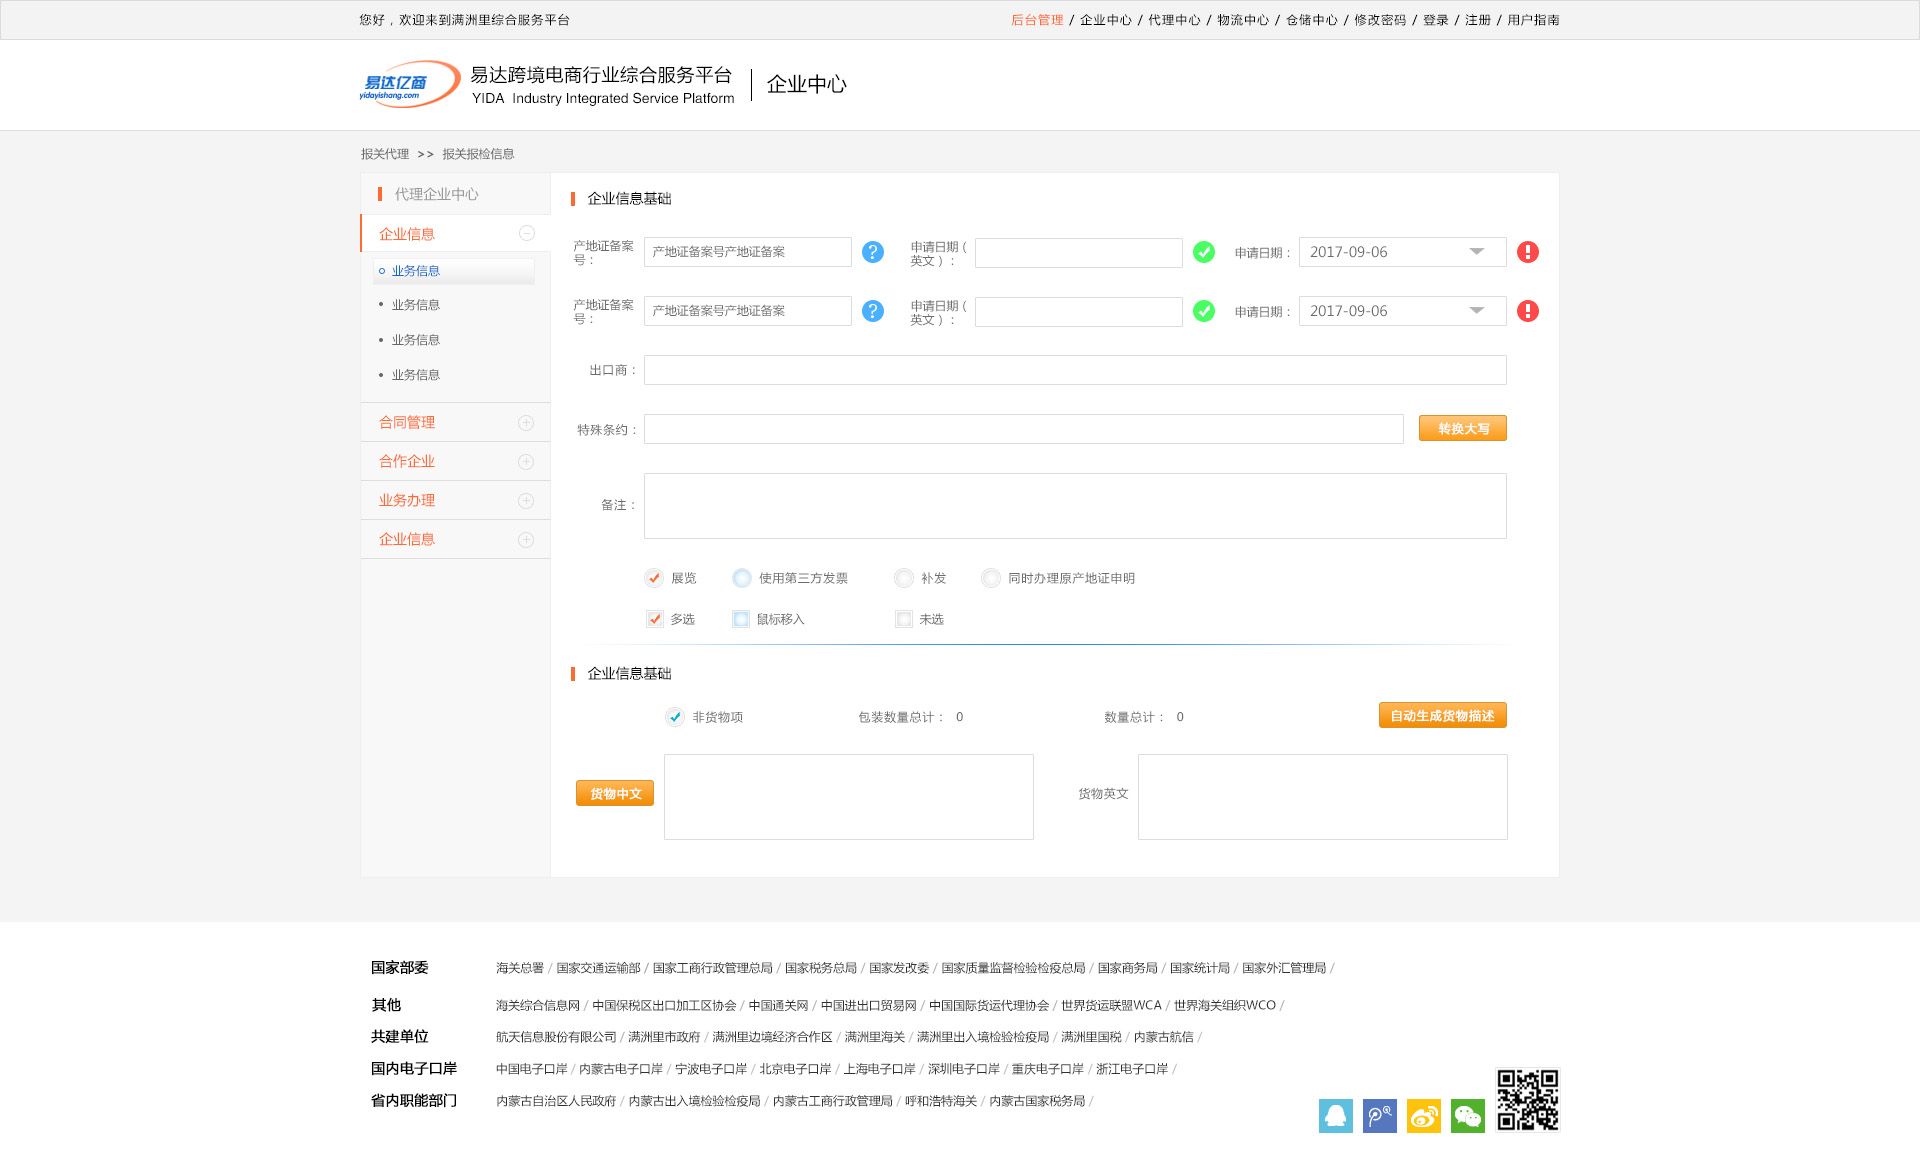 您好，欢迎来到满洲里综合服务平台
后台管理 / 企业中心 / 代理中心 / 物流中心 / 仓储中心 / 修改密码 / 登录 / 注册 / 用户指南
易达亿商
yidayishang.com
易达跨境电商行业综合服务平台
YIDA Industry Integrated Service Platform
企业中心
报关代理 >> 报关报检信息
代理企业中心
企业信息
业务信息
业务信息
业务信息
业务信息
合同管理
合作企业
业务办理
企业信息
企业信息基础
产地证备案号： 产地证备案号产地证备案 ? 申请日期（英文）： 申请日期： 2017-09-06
产地证备案号： 产地证备案号产地证备案 ? 申请日期（英文）： 申请日期： 2017-09-06
出口商：
特殊条约： 转换大写
备注：
展览 使用第三方发票 补发 同时办理原产地证申明
多选 鼠标移入 未选
企业信息基础
非货物项 包装数量总计： 0 数量总计： 0 自动生成货物描述
货物中文 货物英文
国家部委 海关总署 / 国家交通运输部 / 国家工商行政管理总局 / 国家税务总局 / 国家发改委 / 国家质量监督检验检疫总局 / 国家商务局 / 国家统计局 / 国家外汇管理局 /
其他 海关综合信息网 / 中国保税区出口加工区协会 / 中国通关网 / 中国进出口贸易网 / 中国国际货运代理协会 / 世界货运联盟WCA / 世界海关组织WCO /
共建单位 航天信息股份有限公司 / 满洲里市政府 / 满洲里边境经济合作区 / 满洲里海关 / 满洲里出入境检验检疫局 / 满洲里国税 / 内蒙古航信 /
国内电子口岸 中国电子口岸 / 内蒙古电子口岸 / 宁波电子口岸 / 北京电子口岸 / 上海电子口岸 / 深圳电子口岸 / 重庆电子口岸 / 浙江电子口岸 /
省内职能部门 内蒙古自治区人民政府 / 内蒙古出入境检验检疫局 / 内蒙古工商行政管理局 / 呼和浩特海关 / 内蒙古国家税务局 /